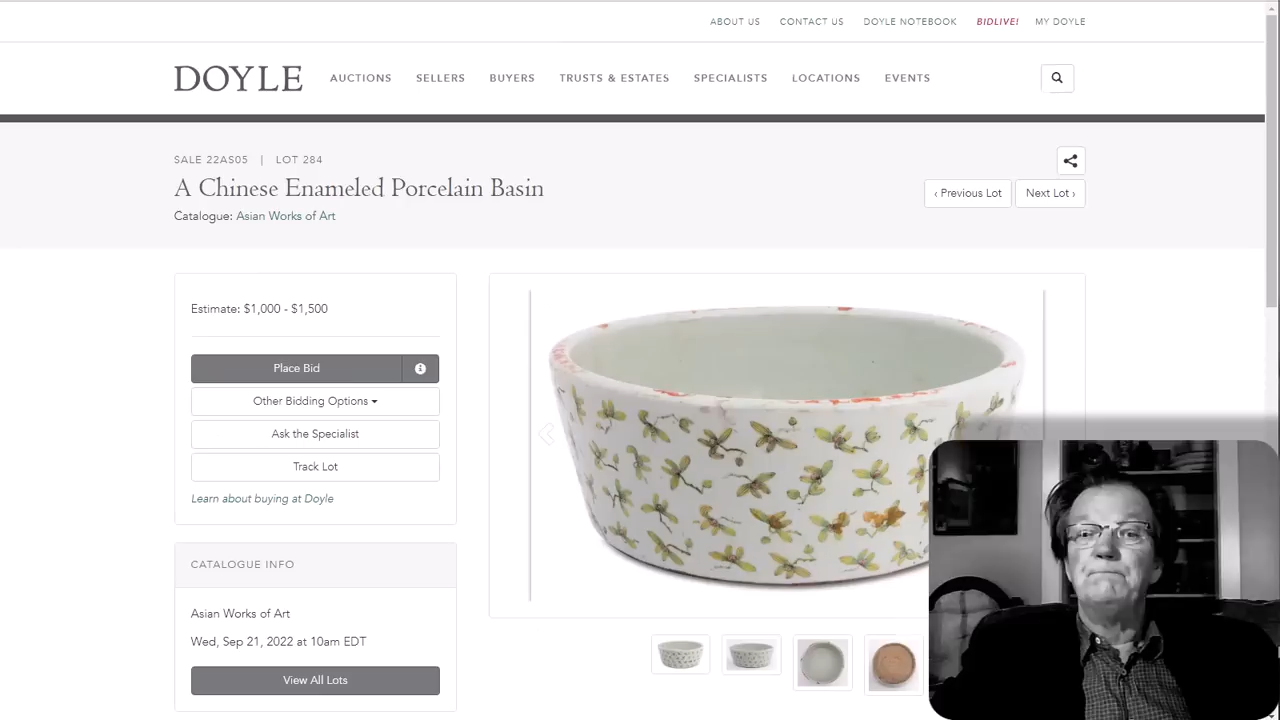 ABOUT US CONTACT US DOYLE NOTEBOOK BIDLIVE! MY DOYLE
DOYLE AUCTIONS SELLERS BUYERS TRUSTS & ESTATES SPECIALISTS LOCATIONS EVENTS
SALE 22AS05 | LOT 284
A Chinese Enameled Porcelain Basin
‹ Previous Lot Next Lot ›
Catalogue: Asian Works of Art
Estimate: $1,000 - $1,500
Place Bid
Other Bidding Options
Ask the Specialist
Track Lot
Learn about buying at Doyle
CATALOGUE INFO
Asian Works of Art
Wed, Sep 21, 2022 at 10am EDT
View All Lots